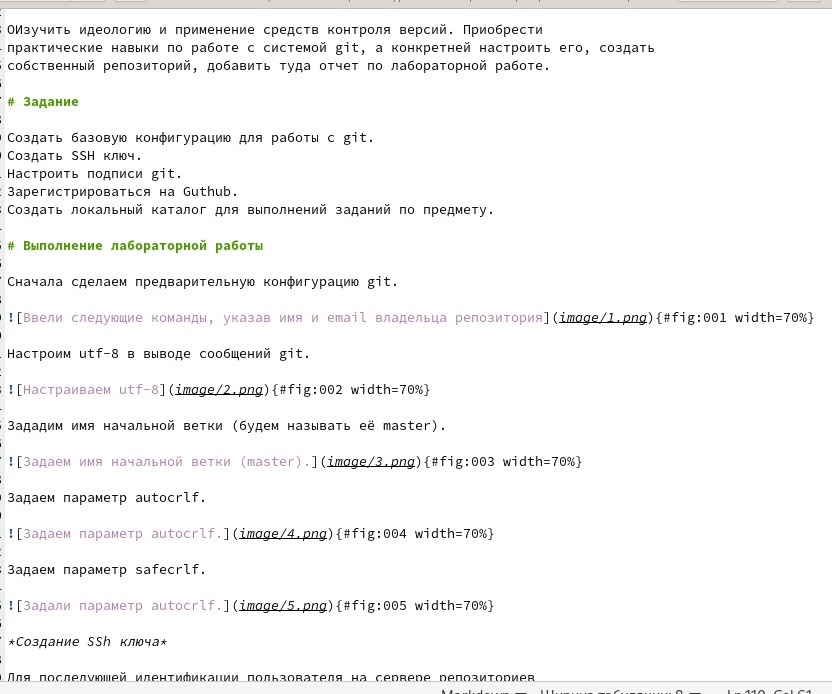 ОИзучить идеологию и применение средств контроля версий. Приобрести
практические навыки по работе с системой git, а конкретней настроить его, создать
собственный репозиторий, добавить туда отчет по лабораторной работе.
# Задание
Создать базовую конфигурацию для работы с git.
Создать SSH ключ.
Настроить подписи git.
Зарегистрироваться на Guthub.
Создать локальный каталог для выполнений заданий по предмету.
# Выполнение лабораторной работы
Сначала сделаем предварительную конфигурацию git.
![Ввели следующие команды, указав имя и email владельца репозитория](image/1.png){#fig:001 width=70%}
Настроим utf-8 в выводе сообщений git.
![Настраиваем utf-8](image/2.png){#fig:002 width=70%}
Зададим имя начальной ветки (будем называть её master).
![Задаем имя начальной ветки (master).](image/3.png){#fig:003 width=70%}
Задаем параметр autocrlf.
![Задаем параметр autocrlf.](image/4.png){#fig:004 width=70%}
Задаем параметр safecrlf.
![Задали параметр autocrlf.](image/5.png){#fig:005 width=70%}
*Создание SSh ключа*
Для последующей идентификации пользователя на сервере репозиториев